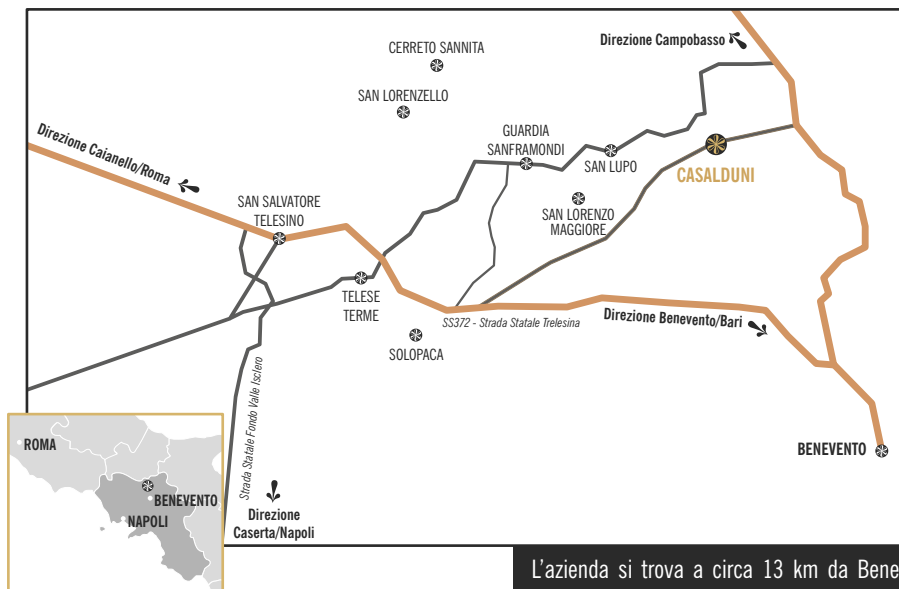 Direzione Campobasso
CERRETO SANNITA
SAN LORENZELLO
Direzione Caianello/Roma
GUARDIA
SANFRAMONDI
SAN LUPO
CASALDUNI
SAN SALVATORE
TELESINO
SAN LORENZO
MAGGIORE
TELESE
TERME
SS372 - Strada Statale Trelesina
Direzione Benevento/Bari
SOLOPACA
Strada Statale Fondo Valle Isclero
BENEVENTO
Direzione
Caserta/Napoli
ROMA
BENEVENTO
NAPOLI
L'azienda si trova a circa 13 km da Bene